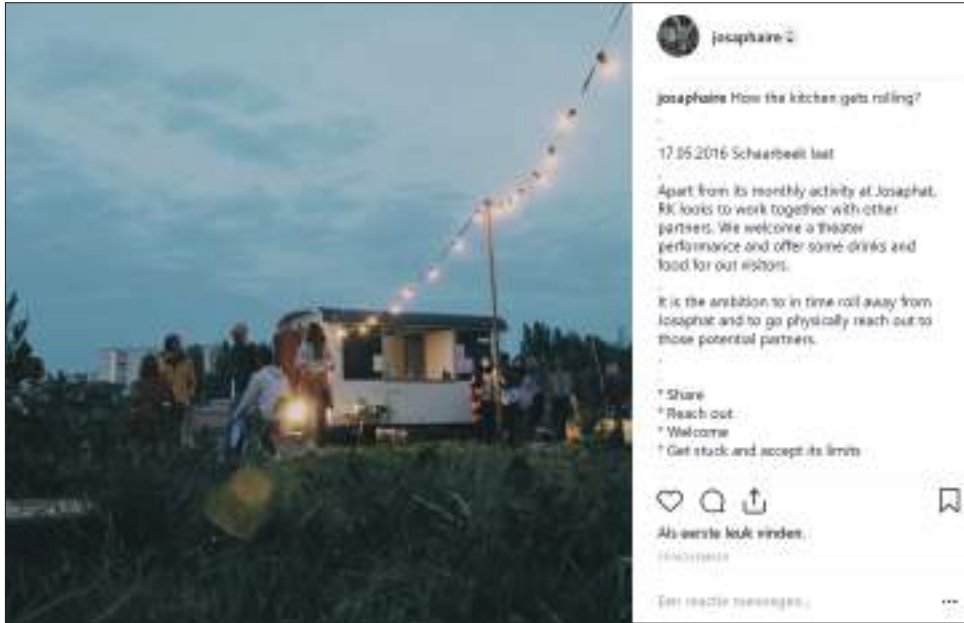 josaphaire
josaphaire How the kitchen gets rolling?
.
.
17.05.2016 Schaarbeek laat
.
Apart from its monthly activity at Josaphat,
RK looks to work together with other
partners. We welcome a theater
performance and offer some drinks and
food for our visitors.
.
It is the ambition to in time roll away from
Josaphat and to go physically reach out to
those potential partners.
.
.
* Share
* Reach out
* Welcome
* Get stuck and accept its limits
Als eerste leuk vinden.
Een reactie toevoegen...